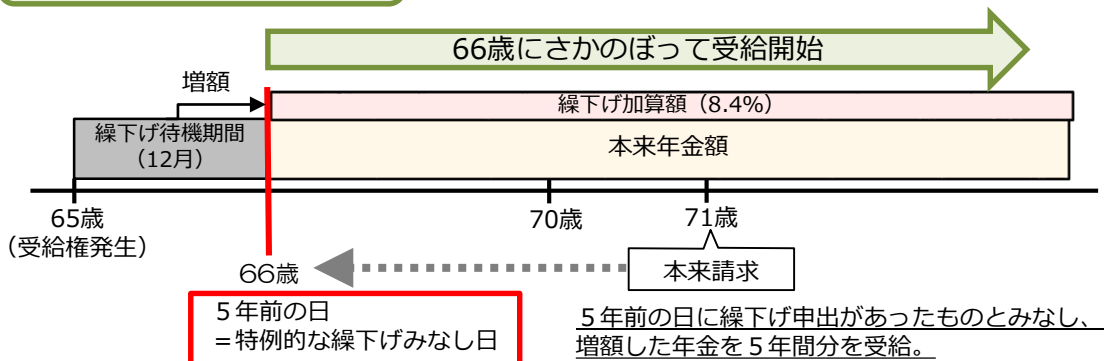 66歳にさかのぼって受給開始
増額
繰下げ加算額（8.4%）
繰下げ待機期間
（12月）
本来年金額
65歳
（受給権発生）
70歳
71歳
66歳
本来請求
５年前の日
＝特例的な繰下げみなし日
５年前の日に繰下げ申出があったものとみなし、
増額した年金を５年間分を受給。